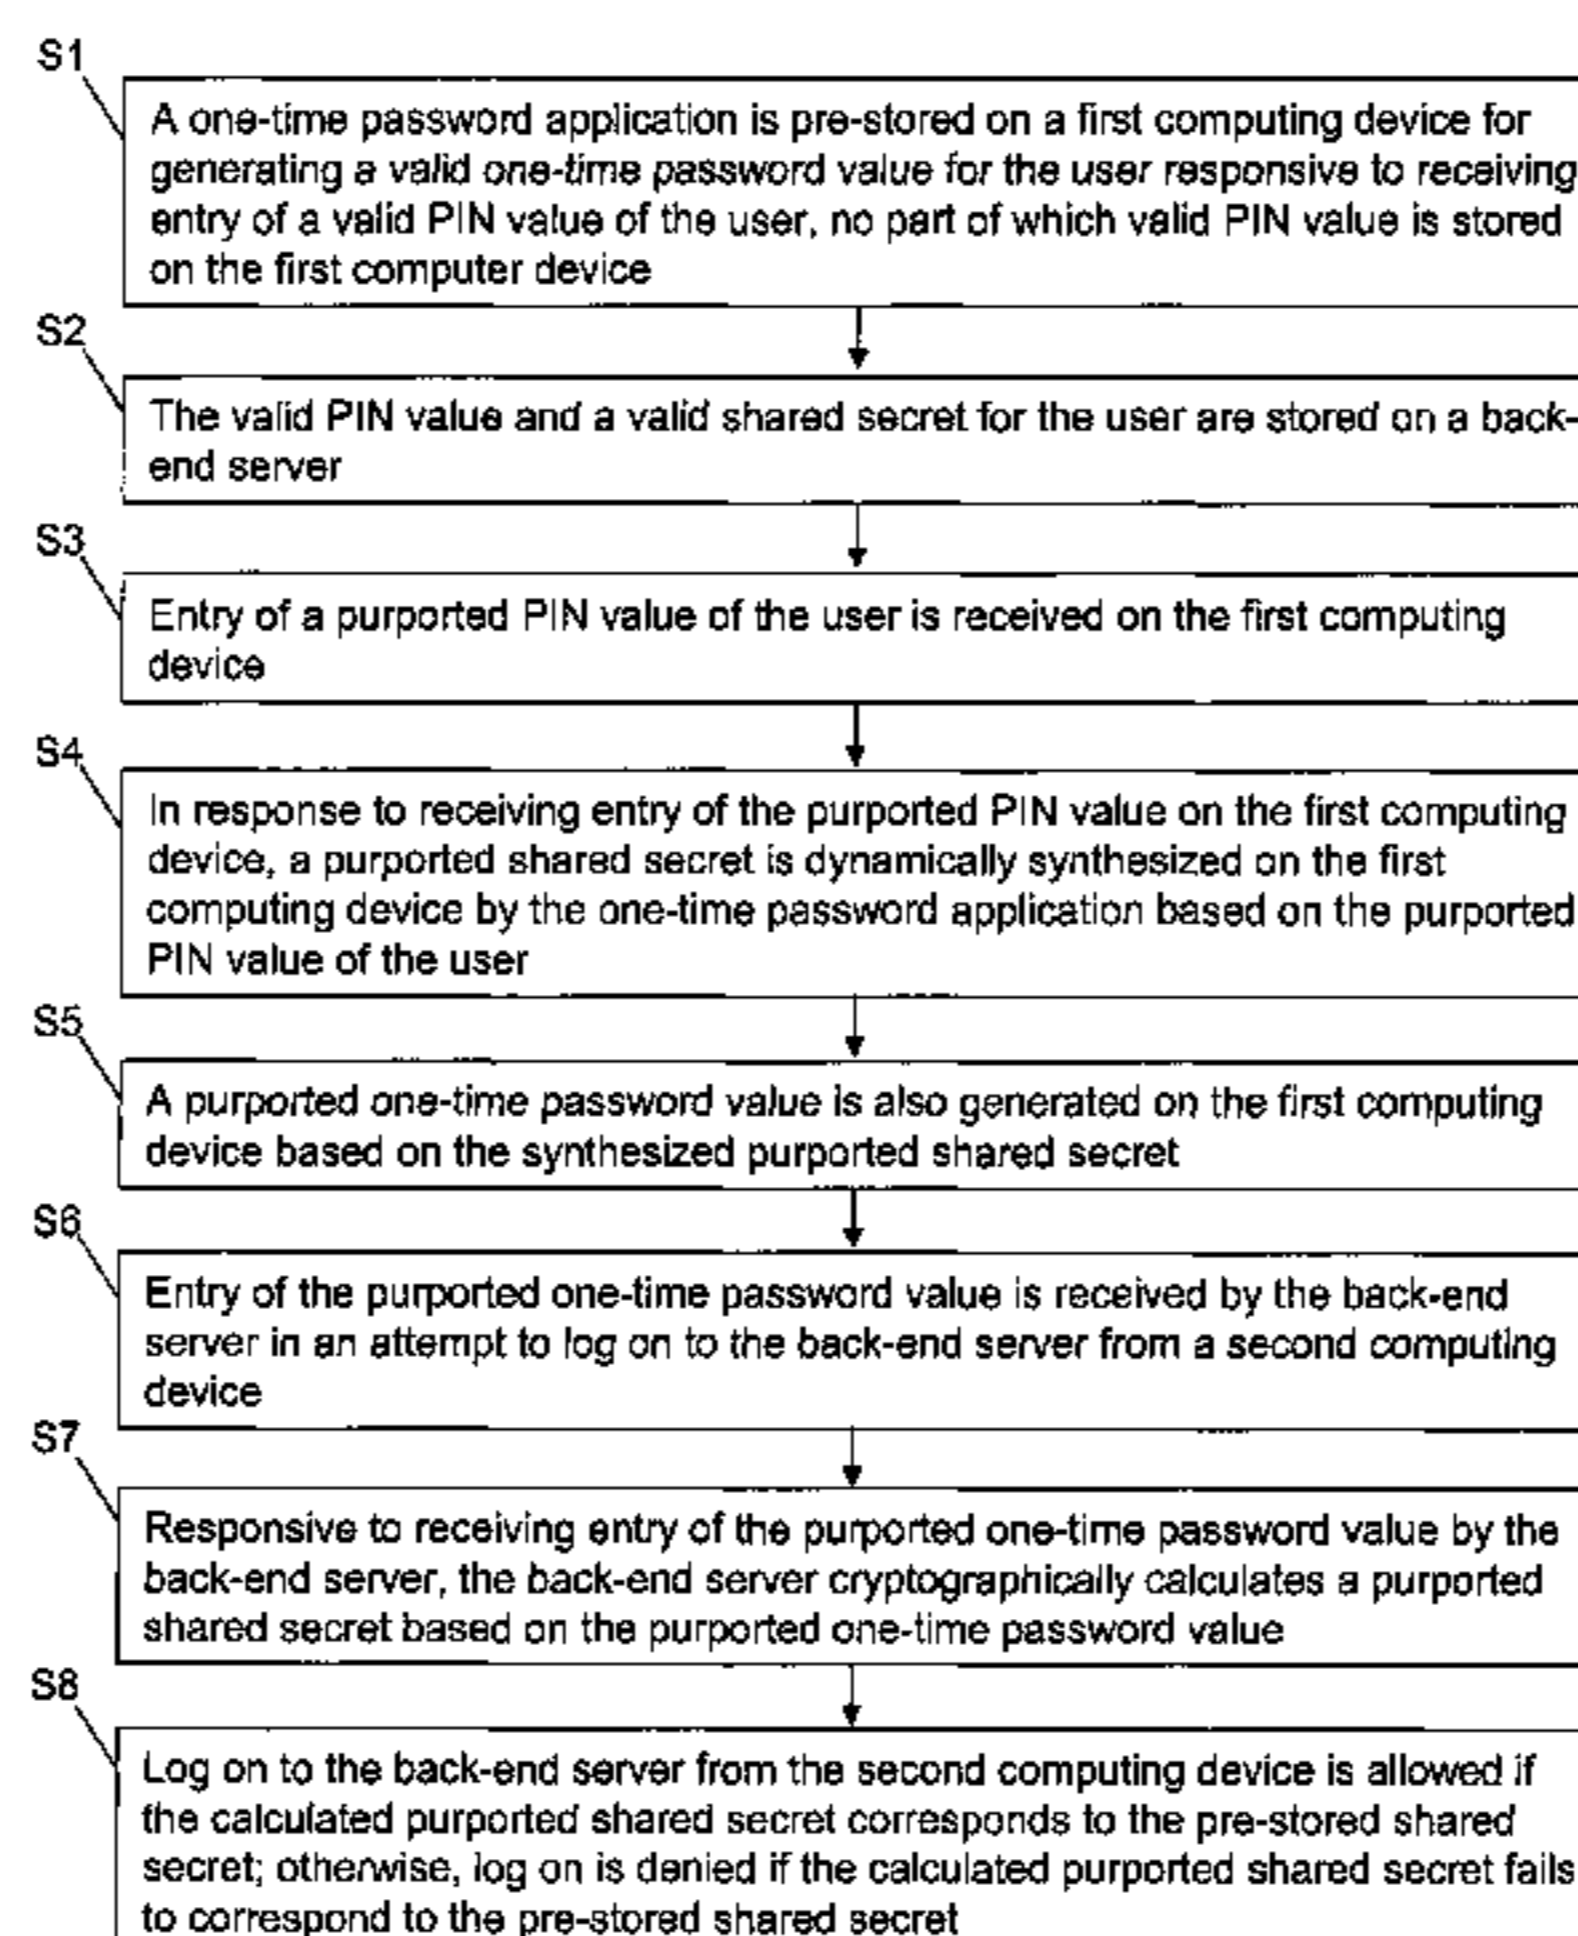 S1
A one-time password application is pre-stored on a first computing device for
generating a valid one-time password value for the user responsive to receiving
entry of a valid PIN value of the user, no part of which valid PIN value is stored
on the first computer device
S2
The valid PIN value and a valid shared secret for the user are stored on a back-
end server
S3
Entry of a purported PIN value of the user is received on the first computing
device
S4
In response to receiving entry of the purported PIN value on the first computing
device, a purported shared secret is dynamically synthesized on the first
computing device by the one-time password application based on the purported
PIN value of the user
S5
A purported one-time password value is also generated on the first computing
device based on the synthesized purported shared secret
S6
Entry of the purported one-time password value is received by the back-end
server in an attempt to log on to the back-end server from a second computing
device
S7
Responsive to receiving entry of the purported one-time password value by the
back-end server, the back-end server cryptographically calculates a purported
shared secret based on the purported one-time password value
S8
Log on to the back-end server from the second computing device is allowed if
the calculated purported shared secret corresponds to the pre-stored shared
secret; otherwise, log on is denied if the calculated purported shared secret fails
to correspond to the pre-stored shared secret